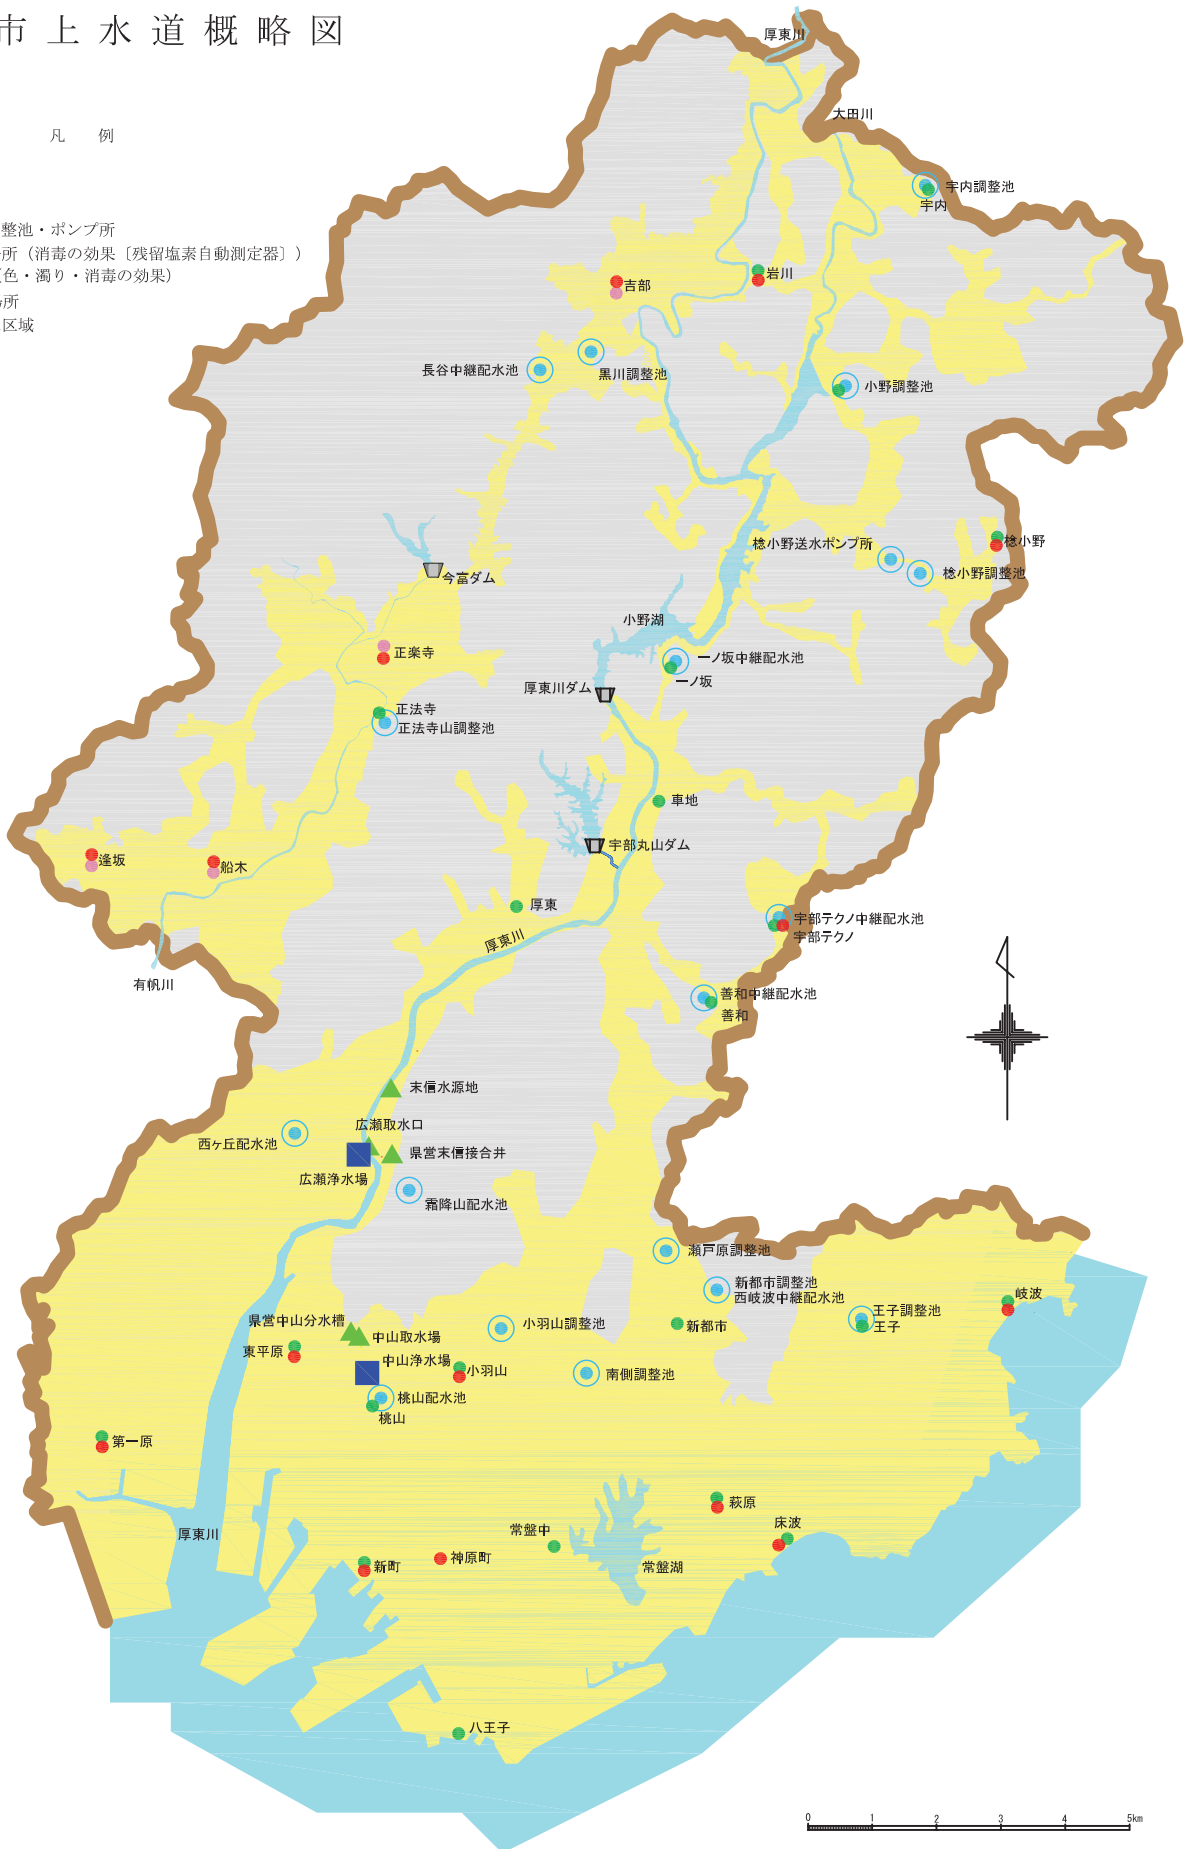 市上水道概略図
凡 例
整池・ポンプ所
所（消毒の効果〔残留塩素自動測定器〕）
（色・濁り・消毒の効果）
所
区域
厚東川
太田川
宇内調整池
宇内
岩川
吉部
長谷中継配水池
黒川調整池
小野調整池
棯小野送水ポンプ所
棯小野
棯小野調整池
今富ダム
小野湖
正楽寺
一ノ坂中継配水池
一ノ坂
厚東川ダム
正法寺
正法寺山調整池
車地
宇部丸山ダム
逢坂
船木
厚東
厚東川
宇部テクノ中継配水池
宇部テクノ
有帆川
善和中継配水池
善和
末信水源地
広瀬取水口
西ヶ丘配水池
県営末信接合井
広瀬浄水場
霜降山配水池
瀬戸原調整池
新都市調整池
西岐波中継配水池
岐波
王子調整池
王子
県営中山分水槽
小羽山調整池
新都市
中山取水場
東平原
中山浄水場
小羽山
南側調整池
桃山配水池
桃山
第一原
萩原
床波
常盤中
厚東川
新町
神原町
常盤湖
八王子
0 1 2 3 4 5km